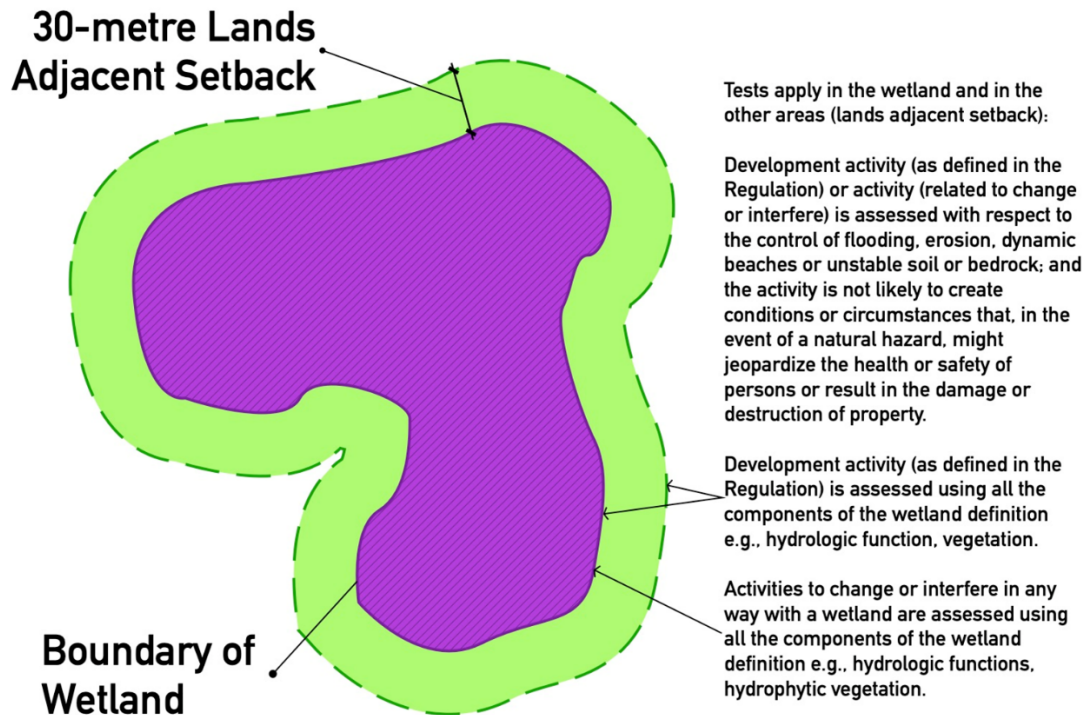 30-metre Lands
Adjacent Setback
Tests apply in the wetland and in the
other areas (lands adjacent setback):
Development activity (as defined in the
Regulation) or activity (related to change
or interfere) is assessed with respect to
the control of flooding, erosion, dynamic
beaches or unstable soil or bedrock; and
the activity is not likely to create
conditions or circumstances that, in the
event of a natural hazard, might
jeopardize the health or safety of
persons or result in the damage or
destruction of property.
Development activity (as defined in the
Regulation) is assessed using all the
components of the wetland definition
e.g., hydrologic function, vegetation.
Activities to change or interfere in any
way with a wetland are assessed using
all the components of the wetland
definition e.g., hydrologic functions,
hydrophytic vegetation.
Boundary of
Wetland